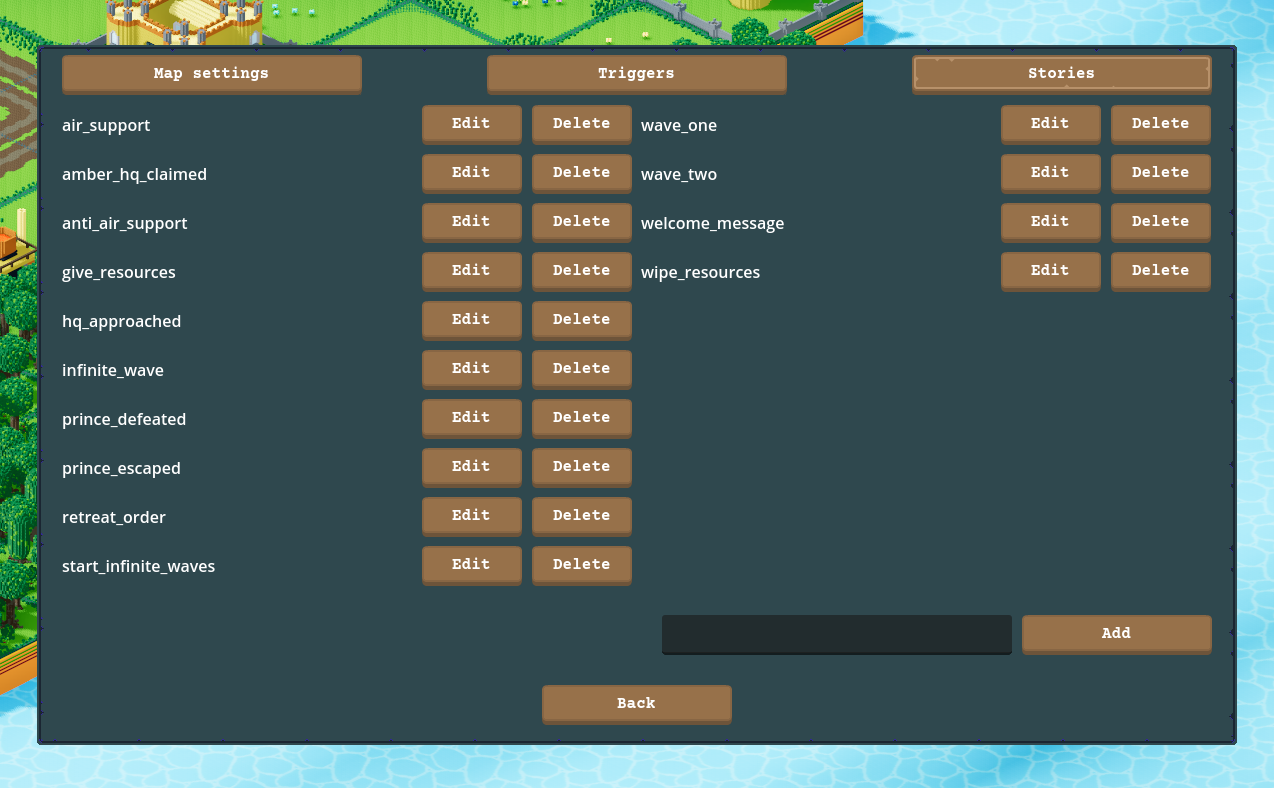 Map settings Triggers Stories
air_support Edit Delete wave_one Edit Delete
amber_hq_claimed Edit Delete wave_two Edit Delete
anti_air_support Edit Delete welcome_message Edit Delete
give_resources Edit Delete wipe_resources Edit Delete
hq_approached Edit Delete
infinite_wave Edit Delete
prince_defeated Edit Delete
prince_escaped Edit Delete
retreat_order Edit Delete
start_infinite_waves Edit Delete
Add
Back